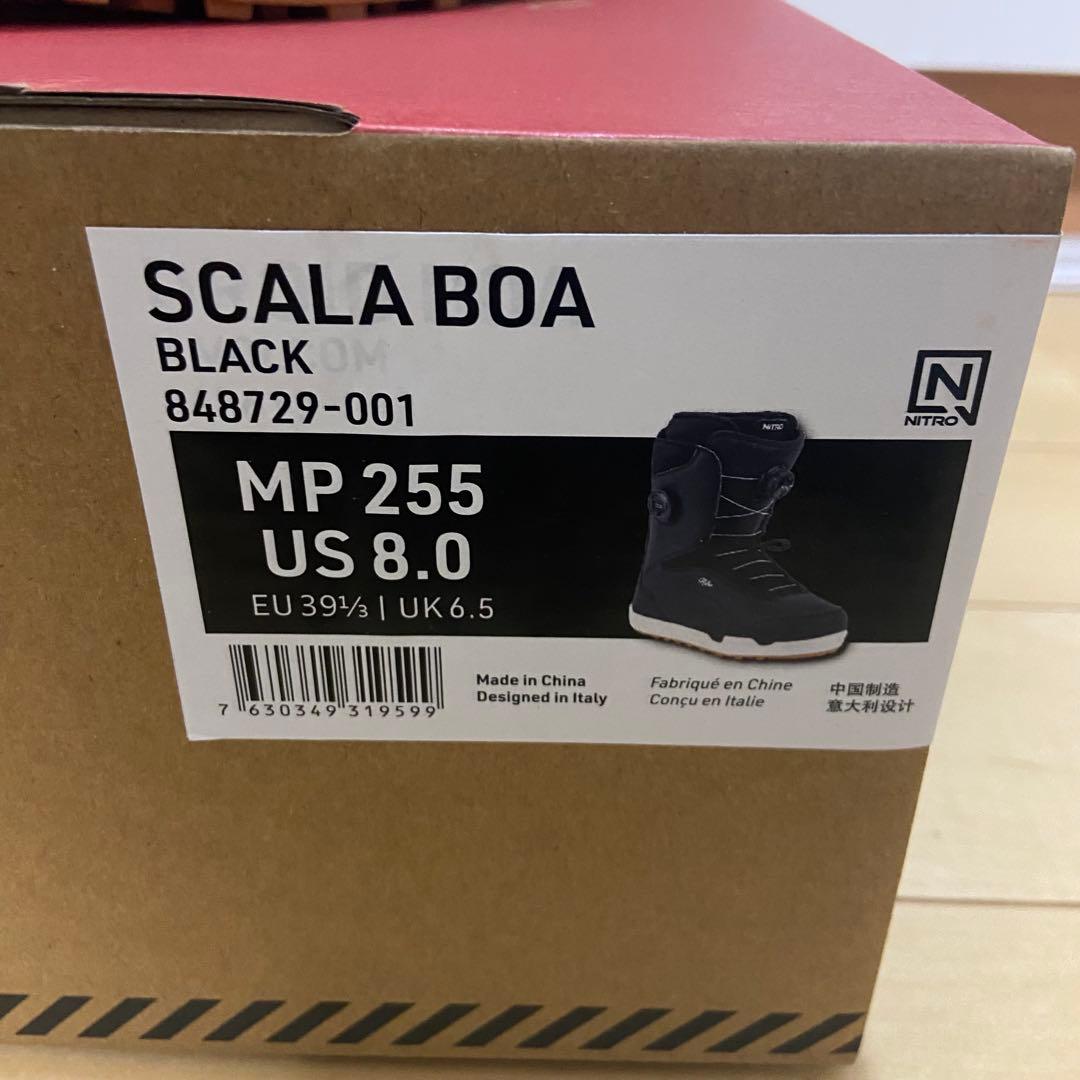 SCALA BOA
BLACK
848729-001
NITRO
NITRO
MP 255
US 8.0
EU 39⅓ | UK 6.5
7 630349 319599
Made in China
Designed in Italy
Fabriqué en Chine
Conçu en Italie
中国制造
意大利设计